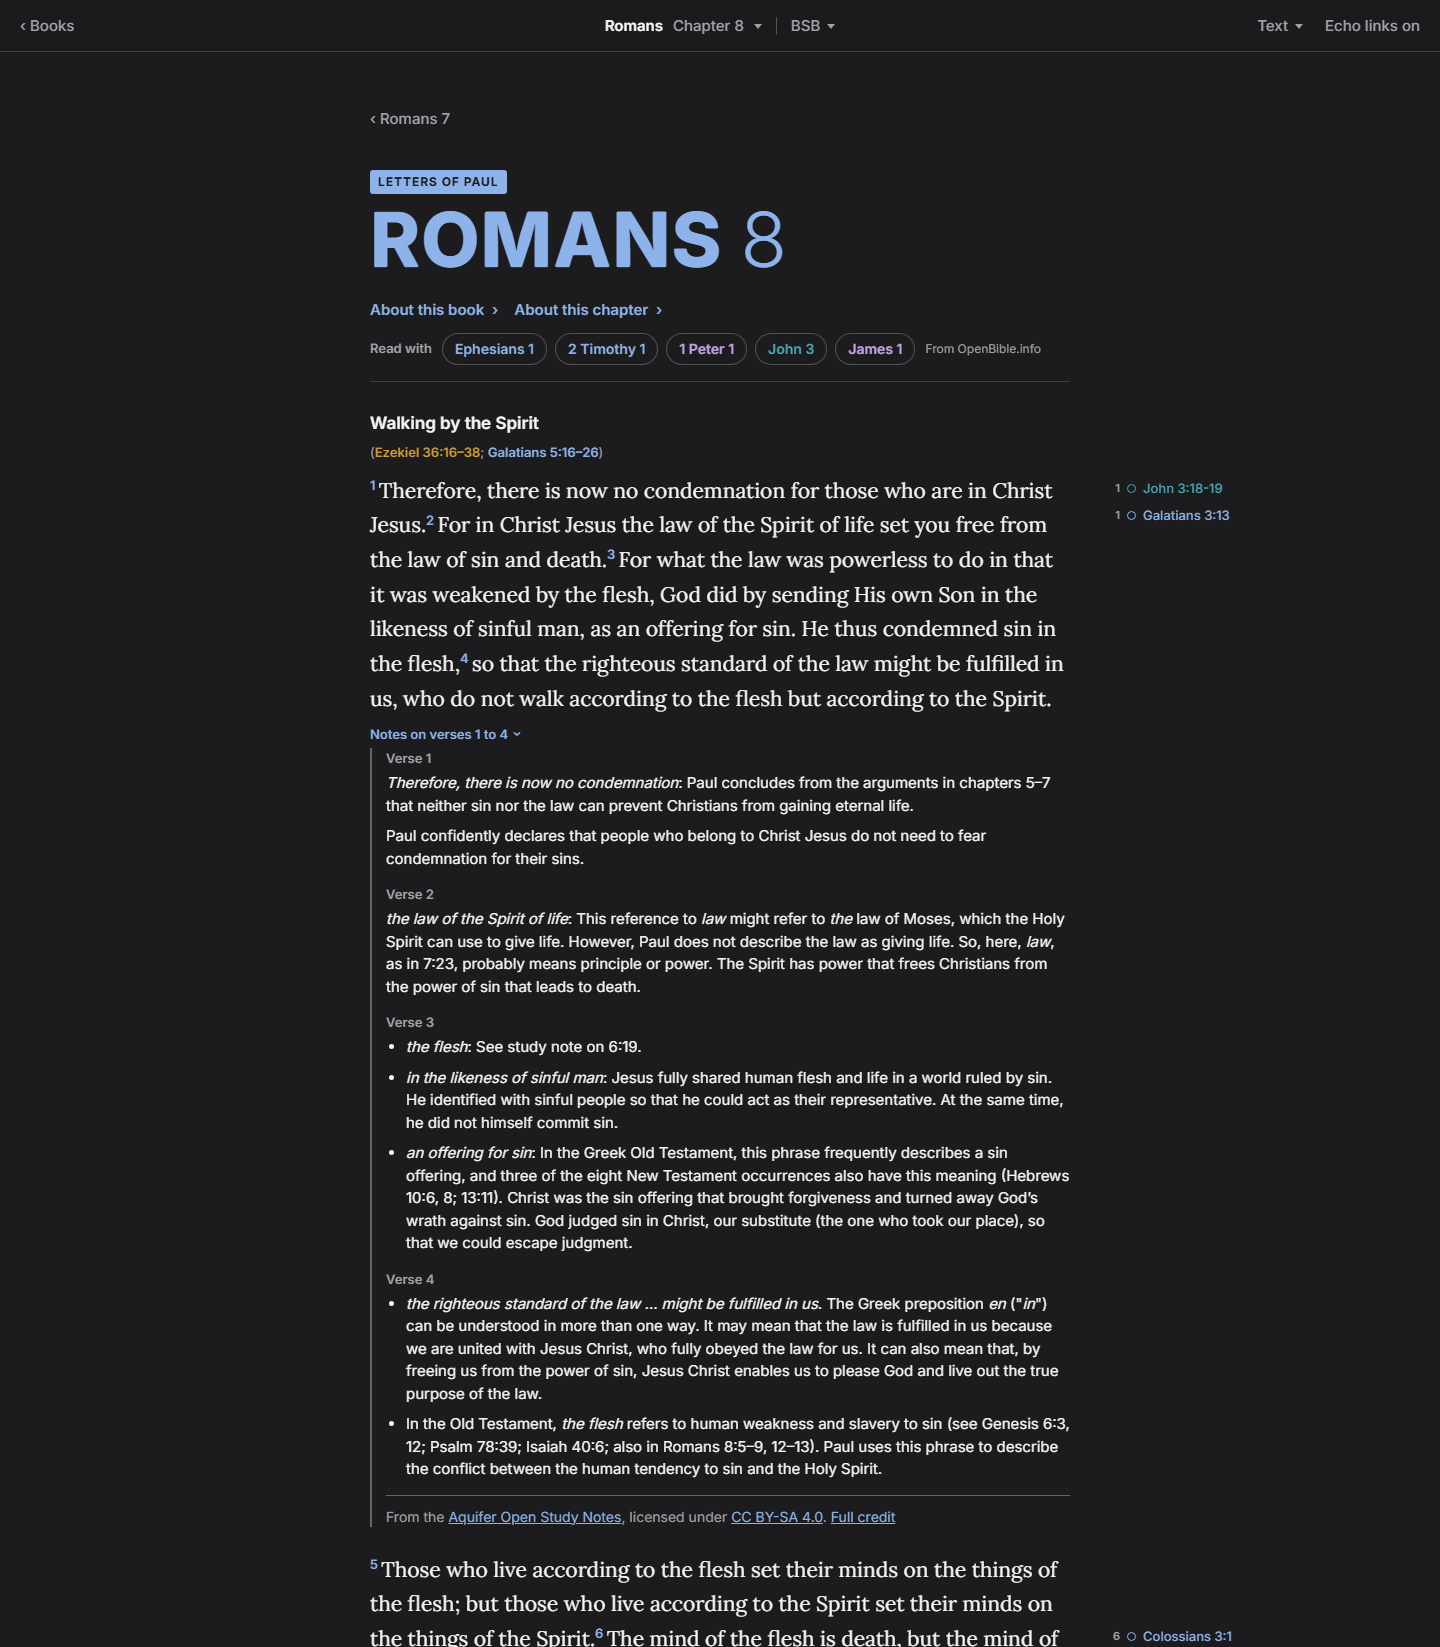 ‹ Books
Romans Chapter 8 BSB
Text Echo links on
‹ Romans 7
LETTERS OF PAUL
ROMANS 8
About this book › About this chapter ›
Read with Ephesians 1 2 Timothy 1 1 Peter 1 John 3 James 1 From OpenBible.info
Walking by the Spirit
(Ezekiel 36:16–38; Galatians 5:16–26)
1 Therefore, there is now no condemnation for those who are in Christ
Jesus. 2 For in Christ Jesus the law of the Spirit of life set you free from
the law of sin and death. 3 For what the law was powerless to do in that
it was weakened by the flesh, God did by sending His own Son in the
likeness of sinful man, as an offering for sin. He thus condemned sin in
the flesh, 4 so that the righteous standard of the law might be fulfilled in
us, who do not walk according to the flesh but according to the Spirit.
1 John 3:18-19
1 Galatians 3:13
Notes on verses 1 to 4
Verse 1
Therefore, there is now no condemnation: Paul concludes from the arguments in chapters 5–7
that neither sin nor the law can prevent Christians from gaining eternal life.
Paul confidently declares that people who belong to Christ Jesus do not need to fear
condemnation for their sins.
Verse 2
the law of the Spirit of life: This reference to law might refer to the law of Moses, which the Holy
Spirit can use to give life. However, Paul does not describe the law as giving life. So, here, law,
as in 7:23, probably means principle or power. The Spirit has power that frees Christians from
the power of sin that leads to death.
Verse 3
• the flesh: See study note on 6:19.
• in the likeness of sinful man: Jesus fully shared human flesh and life in a world ruled by sin.
He identified with sinful people so that he could act as their representative. At the same time,
he did not himself commit sin.
• an offering for sin: In the Greek Old Testament, this phrase frequently describes a sin
offering, and three of the eight New Testament occurrences also have this meaning (Hebrews
10:6, 8; 13:11). Christ was the sin offering that brought forgiveness and turned away God’s
wrath against sin. God judged sin in Christ, our substitute (the one who took our place), so
that we could escape judgment.
Verse 4
• the righteous standard of the law ... might be fulfilled in us. The Greek preposition en ("in")
can be understood in more than one way. It may mean that the law is fulfilled in us because
we are united with Jesus Christ, who fully obeyed the law for us. It can also mean that, by
freeing us from the power of sin, Jesus Christ enables us to please God and live out the true
purpose of the law.
• In the Old Testament, the flesh refers to human weakness and slavery to sin (see Genesis 6:3,
12; Psalm 78:39; Isaiah 40:6; also in Romans 8:5–9, 12–13). Paul uses this phrase to describe
the conflict between the human tendency to sin and the Holy Spirit.
From the Aquifer Open Study Notes, licensed under CC BY-SA 4.0. Full credit
5 Those who live according to the flesh set their minds on the things of
the flesh; but those who live according to the Spirit set their minds on
the things of the Spirit. 6 The mind of the flesh is death, but the mind of
6 Colossians 3:1